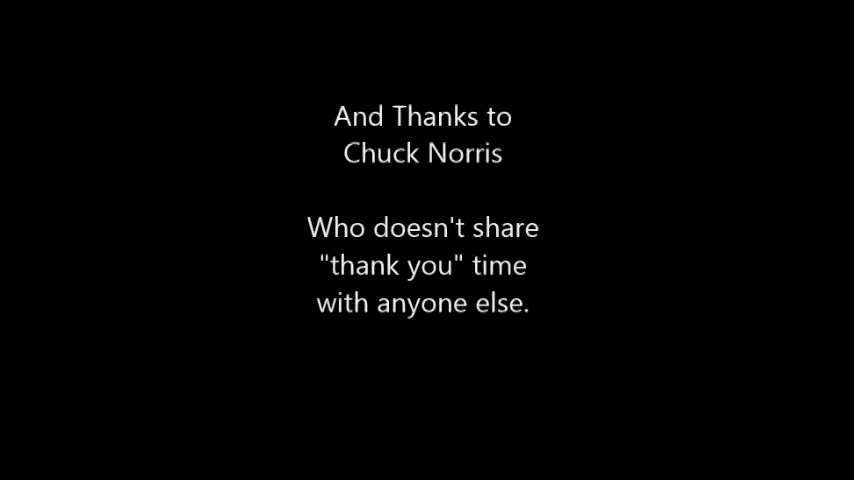 And Thanks to
Chuck Norris
Who doesn't share
"thank you" time
with anyone else.